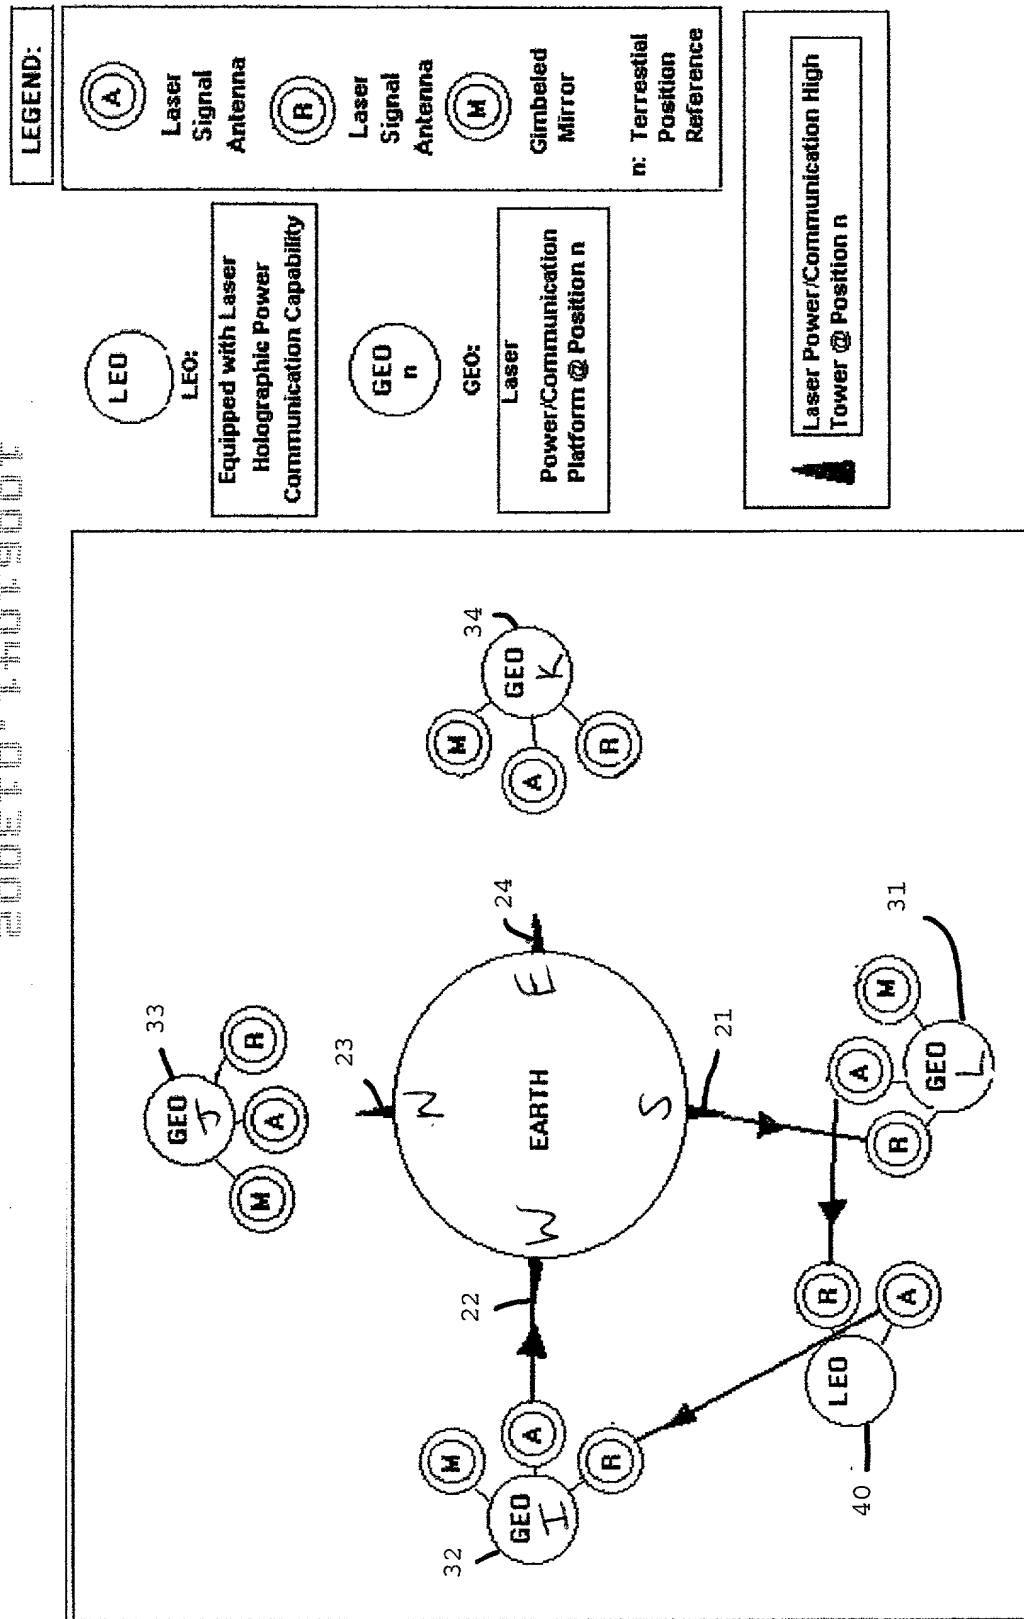 LEGEND:
A
Laser
Signal
Antenna
R
Laser
Signal
Antenna
M
Gimbeled
Mirror
n: Terrestial
Position
Reference
LEO
LEO:
Equipped with Laser
Holographic Power
Communication Capability
GEO
n
GEO:
Laser
Power/Communication
Platform @ Position n
Laser Power/Communication High
Tower @ Position n
33
GEO
J
M
A
R
34
GEO
K
M
A
R
23
24
N
E
EARTH
W
S
22
21
32
GEO
I
M
A
R
40
LEO
R
A
31
GEO
L
R
A
M